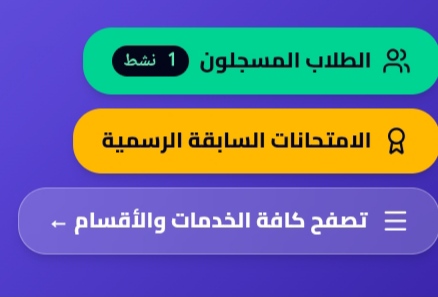 الطلاب المسجلون 1 نشط
الامتحانات السابقة الرسمية
تصفح كافة الخدمات والأقسام ←